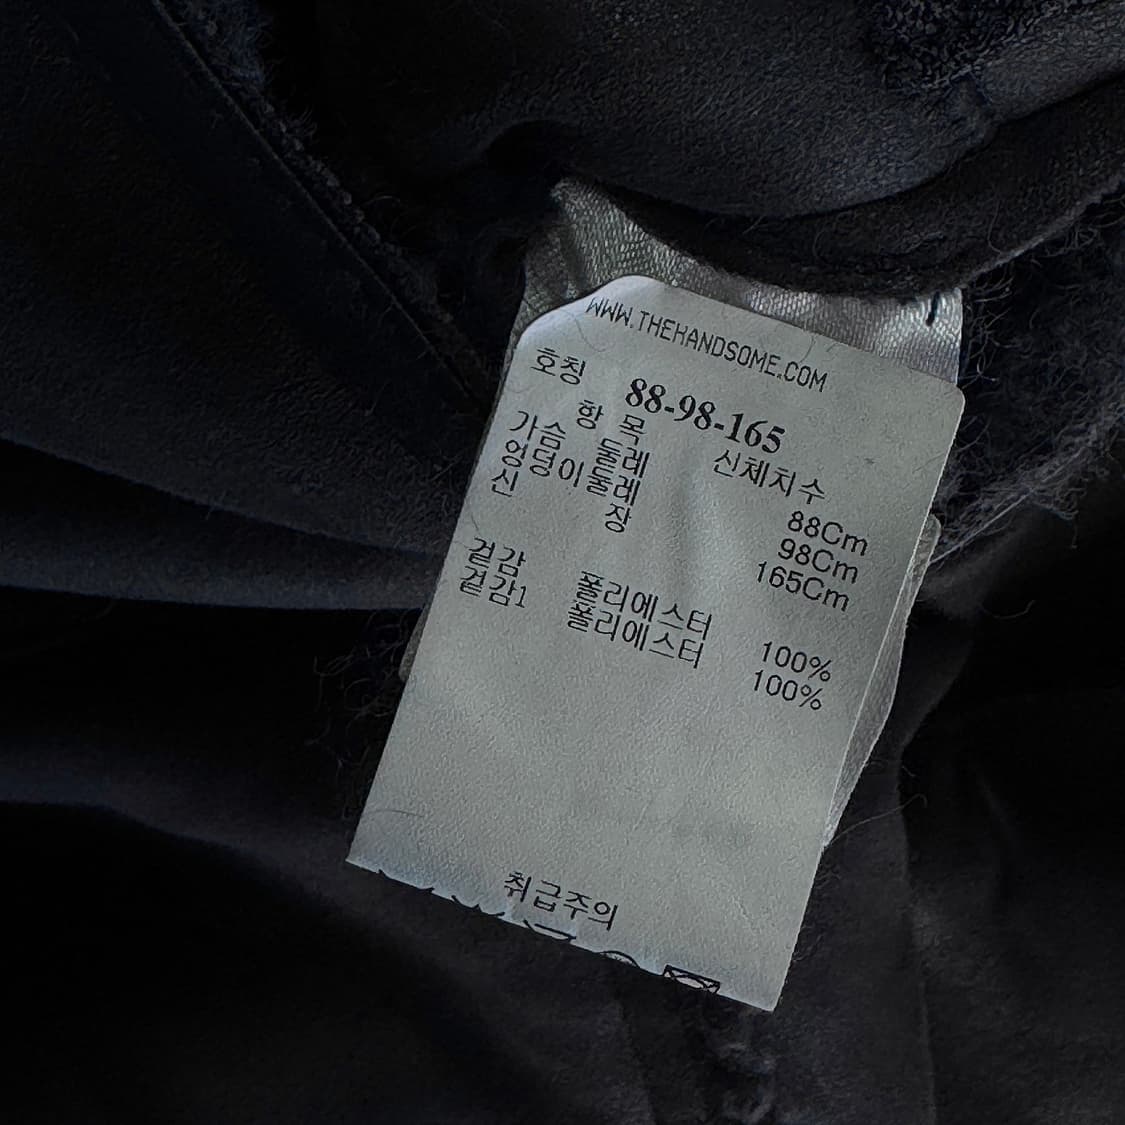 WWW.THEHANDSOME.COM
호칭 88-98-165
항 목 신체치수
가슴 둘레 88Cm
엉덩이둘레 98Cm
신 장 165Cm
겉감 폴리에스터 100%
겉감1 폴리에스터 100%
취급주의